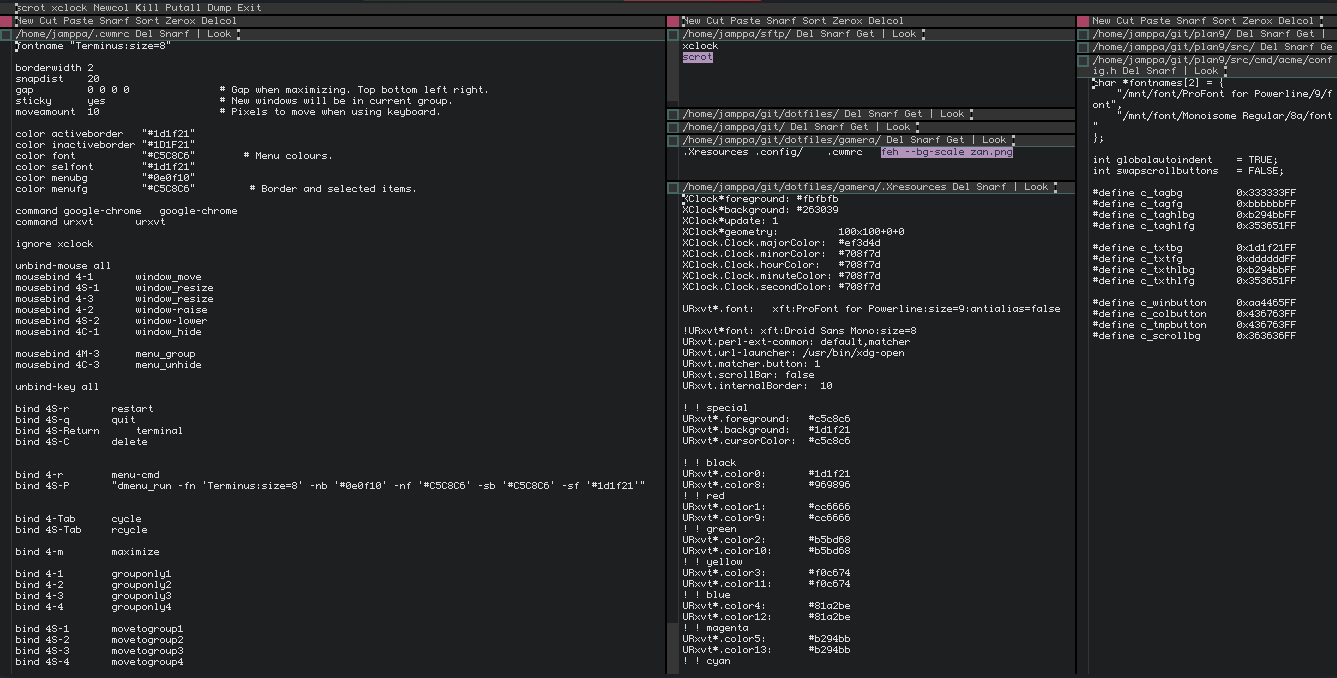 scrot xclock Newcol Kill Putall Dump Exit
New Cut Paste Snarf Sort Zerox Delcol
/home/jamppa/.cwmrc Del Snarf | Look
fontname "Terminus:size=8"
borderwidth 2
snapdist 20
gap 0 0 0 0 # Gap when maximizing. Top bottom left right.
sticky yes # New windows will be in current group.
moveamount 10 # Pixels to move when using keyboard.
color activeborder "#1d1f21"
color inactiveborder "#1D1F21"
color font "#C5C8C6" # Menu colours.
color selfont "#1d1f21"
color menubg "#0e0f10"
color menufg "#C5C8C6" # Border and selected items.
command google-chrome google-chrome
command urxvt urxvt
ignore xclock
unbind-mouse all
mousebind 4-1 window_move
mousebind 4S-1 window_resize
mousebind 4-3 window_resize
mousebind 4-2 window-raise
mousebind 4S-2 window-lower
mousebind 4C-1 window_hide
mousebind 4M-3 menu_group
mousebind 4C-3 menu_unhide
unbind-key all
bind 4S-r restart
bind 4S-q quit
bind 4S-Return terminal
bind 4S-C delete
bind 4-r menu-cmd
bind 4S-P "dmenu_run -fn 'Terminus:size=8' -nb '#0e0f10' -nf '#C5C8C6' -sb '#C5C8C6' -sf '#1d1f21'"
bind 4-Tab cycle
bind 4S-Tab rcycle
bind 4-m maximize
bind 4-1 grouponly1
bind 4-2 grouponly2
bind 4-3 grouponly3
bind 4-4 grouponly4
bind 4S-1 movetogroup1
bind 4S-2 movetogroup2
bind 4S-3 movetogroup3
bind 4S-4 movetogroup4
New Cut Paste Snarf Sort Zerox Delcol
/home/jamppa/sftp/ Del Snarf Get | Look
xclock
scrot
/home/jamppa/git/dotfiles/ Del Snarf Get | Look
/home/jamppa/git/ Del Snarf Get | Look
/home/jamppa/git/dotfiles/gamera/ Del Snarf Get | Look
.Xresources .config/ .cwmrc feh --bg-scale zan.png
/home/jamppa/git/dotfiles/gamera/.Xresources Del Snarf | Look
XClock*foreground: #fbfbfb
XClock*background: #263039
XClock*update: 1
XClock*geometry: 100x100+0+0
XClock.Clock.majorColor: #ef3d4d
XClock.Clock.minorColor: #708f7d
XClock.Clock.hourColor: #708f7d
XClock.Clock.minuteColor: #708f7d
XClock.Clock.secondColor: #708f7d
URxvt*.font: xft:ProFont for Powerline:size=9:antialias=false
!URxvt*font: xft:Droid Sans Mono:size=8
URxvt.perl-ext-common: default,matcher
URxvt.url-launcher: /usr/bin/xdg-open
URxvt.matcher.button: 1
URxvt.scrollBar: false
URxvt.internalBorder: 10
! ! special
URxvt*.foreground: #c5c8c6
URxvt*.background: #1d1f21
URxvt*.cursorColor: #c5c8c6
! ! black
URxvt*.color0: #1d1f21
URxvt*.color8: #969896
! ! red
URxvt*.color1: #cc6666
URxvt*.color9: #cc6666
! ! green
URxvt*.color2: #b5bd68
URxvt*.color10: #b5bd68
! ! yellow
URxvt*.color3: #f0c674
URxvt*.color11: #f0c674
! ! blue
URxvt*.color4: #81a2be
URxvt*.color12: #81a2be
! ! magenta
URxvt*.color5: #b294bb
URxvt*.color13: #b294bb
! ! cyan
New Cut Paste Snarf Sort Zerox Delcol
/home/jamppa/git/plan9/ Del Snarf Get |
/home/jamppa/git/plan9/src/ Del Snarf Ge
/home/jamppa/git/plan9/src/cmd/acme/conf
ig.h Del Snarf | Look
char *fontnames[2] = {
"/mnt/font/ProFont for Powerline/9/f
ont",
"/mnt/font/Monoisome Regular/8a/font
"
};
int globalautoindent = TRUE;
int swapscrollbuttons = FALSE;
#define c_tagbg 0x333333FF
#define c_tagfg 0xbbbbbbFF
#define c_taghlbg 0xb294bbFF
#define c_taghlfg 0x353651FF
#define c_txtbg 0x1d1f21FF
#define c_txtfg 0xddddddFF
#define c_txthlbg 0xb294bbFF
#define c_txthlfg 0x353651FF
#define c_winbutton 0xaa4465FF
#define c_colbutton 0x436763FF
#define c_tmpbutton 0x436763FF
#define c_scrollbg 0x363636FF